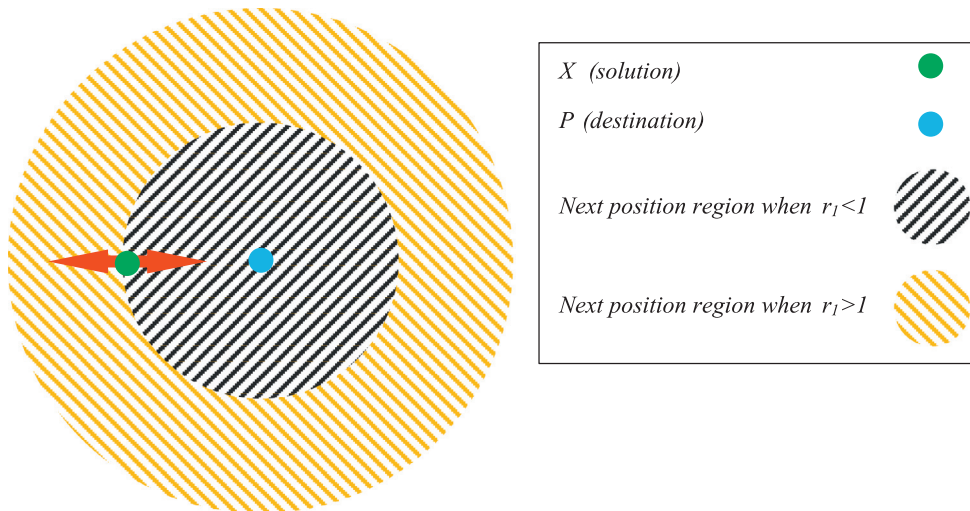 X (solution)
P (destination)
Next position region when r₁<1
Next position region when r₁>1